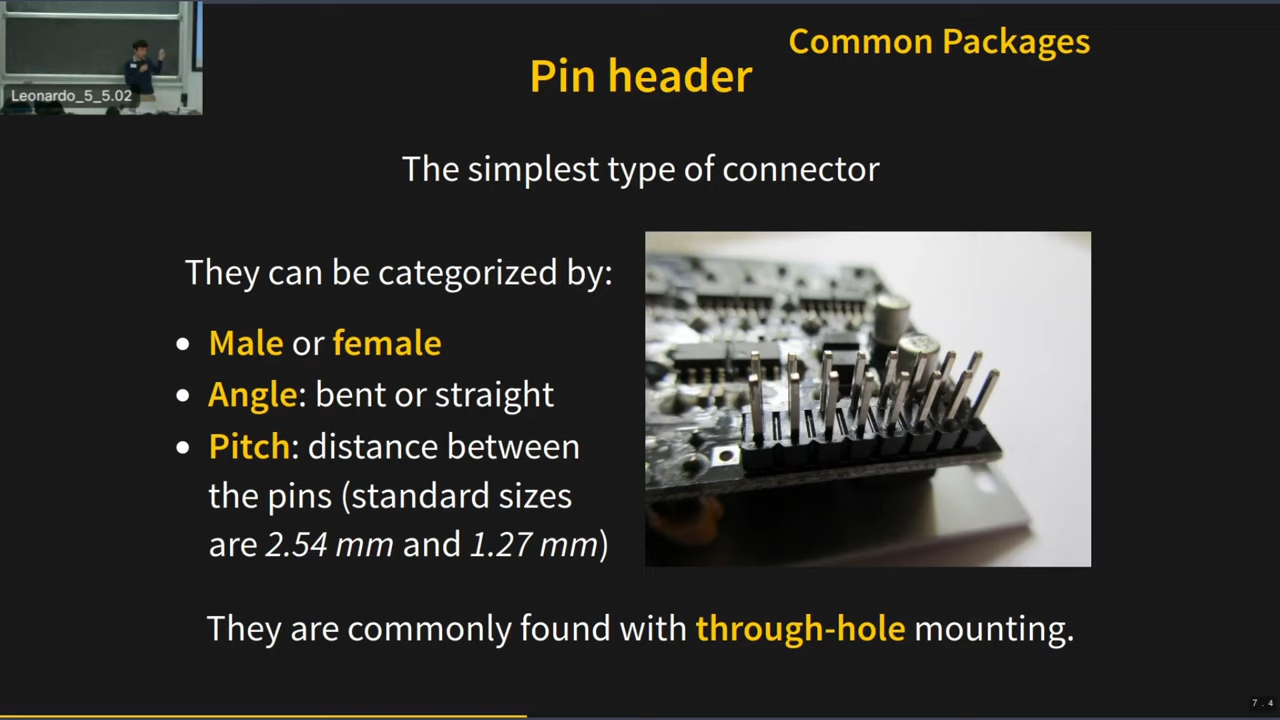 Common Packages
Pin header
Leonardo_5_5.02
The simplest type of connector
They can be categorized by:
• Male or female
• Angle: bent or straight
• Pitch: distance between
the pins (standard sizes
are 2.54 mm and 1.27 mm)
They are commonly found with through-hole mounting.
7.4